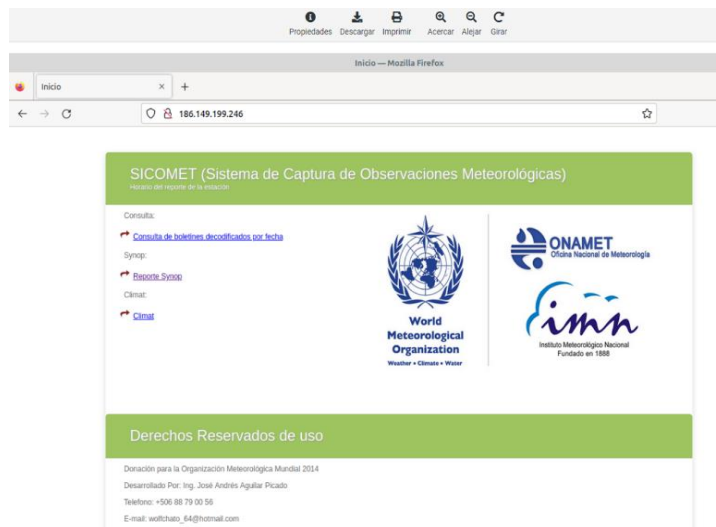 Propiedades Descargar Imprimir Acercar Alejar Girar
Inicio — Mozilla Firefox
Inicio
186.149.199.246
SICOMET (Sistema de Captura de Observaciones Meteorológicas)
Horario del reporte de la estación
Consulta:
Consulta de boletines decodificados por fecha
Synop:
Reporte Synop
Climat:
Climat
World
Meteorological
Organization
Weather • Climate • Water
ONAMET
Oficina Nacional de Meteorología
imn
Instituto Meteorológico Nacional
Fundado en 1888
Derechos Reservados de uso
Donación para la Organización Meteorológica Mundial 2014
Desarrollado Por: Ing. José Andrés Aguilar Picado
Telefono: +506 88 79 00 56
E-mail: wolfchato_64@hotmail.com